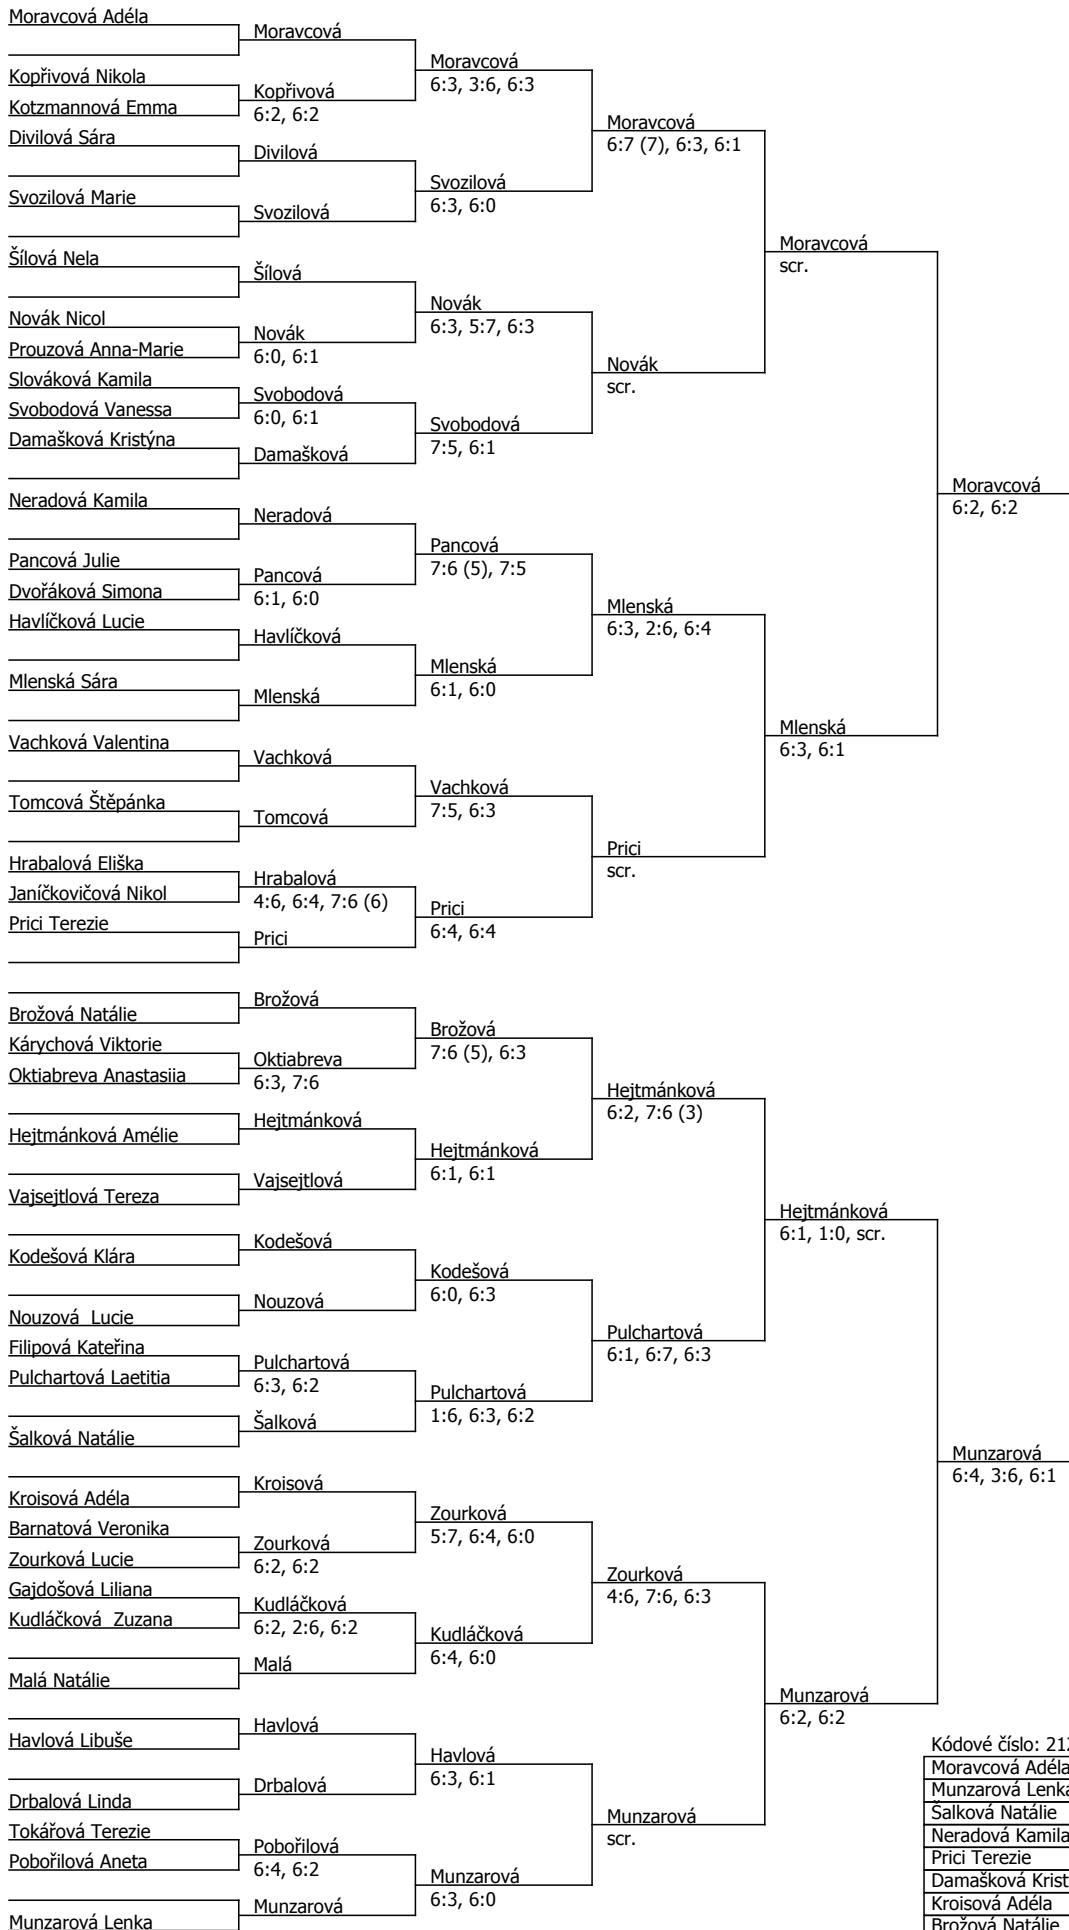 Moravcová Adéla
Kopřivová Nikola
Kotzmannová Emma
Divilová Sára
Svozilová Marie
Šílová Nela
Novák Nicol
Prouzová Anna-Marie
Slováková Kamila
Svobodová Vanessa
Damašková Kristýna
Neradová Kamila
Pancová Julie
Dvořáková Simona
Havlíčková Lucie
Mlenská Sára
Vachková Valentina
Tomcová Štěpánka
Hrabalová Eliška
Janíčkovičová Nikol
Prici Terezie
Brožová Natálie
Kárychová Viktorie
Oktiabreva Anastasiia
Hejtmánková Amélie
Vajsejtlová Tereza
Kodešová Klára
Nouzová  Lucie
Filipová Kateřina
Pulchartová Laetitia
Šalková Natálie
Kroisová Adéla
Barnatová Veronika
Zourková Lucie
Gajdošová Liliana
Kudláčková  Zuzana
Malá Natálie
Havlová Libuše
Drbalová Linda
Tokářová Terezie
Pobořilová Aneta
Munzarová Lenka
Moravcová
Kopřivová
6:2, 6:2
Divilová
Svozilová
Šílová
Novák
6:0, 6:1
Svobodová
6:0, 6:1
Damašková
Neradová
Pancová
6:1, 6:0
Havlíčková
Mlenská
Vachková
Tomcová
Hrabalová
4:6, 6:4, 7:6 (6)
Prici
Brožová
Oktiabreva
6:3, 7:6
Hejtmánková
Vajsejtlová
Kodešová
Nouzová
Pulchartová
6:3, 6:2
Šalková
Kroisová
Zourková
6:2, 6:2
Kudláčková
6:2, 2:6, 6:2
Malá
Havlová
Drbalová
Pobořilová
6:4, 6:2
Munzarová
Moravcová
6:3, 3:6, 6:3
Svozilová
6:3, 6:0
Novák
6:3, 5:7, 6:3
Svobodová
7:5, 6:1
Pancová
7:6 (5), 7:5
Mlenská
6:1, 6:0
Vachková
7:5, 6:3
Prici
6:4, 6:4
Brožová
7:6 (5), 6:3
Hejtmánková
6:1, 6:1
Kodešová
6:0, 6:3
Pulchartová
1:6, 6:3, 6:2
Zourková
5:7, 6:4, 6:0
Kudláčková
6:4, 6:0
Havlová
6:3, 6:1
Munzarová
6:3, 6:0
Moravcová
6:7 (7), 6:3, 6:1
Novák
scr.
Mlenská
6:3, 2:6, 6:4
Prici
scr.
Hejtmánková
6:2, 7:6 (3)
Pulchartová
6:1, 6:7, 6:3
Zourková
4:6, 7:6, 6:3
Munzarová
scr.
Moravcová
scr.
Mlenská
6:3, 6:1
Hejtmánková
6:1, 1:0, scr.
Munzarová
6:2, 6:2
Moravcová
6:2, 6:2
Munzarová
6:4, 3:6, 6:1
Kódové číslo: 212
Moravcová Adéla
Munzarová Lenka
Šalková Natálie
Neradová Kamila
Prici Terezie
Damašková Krist
Kroisová Adéla
Brožová Natálie